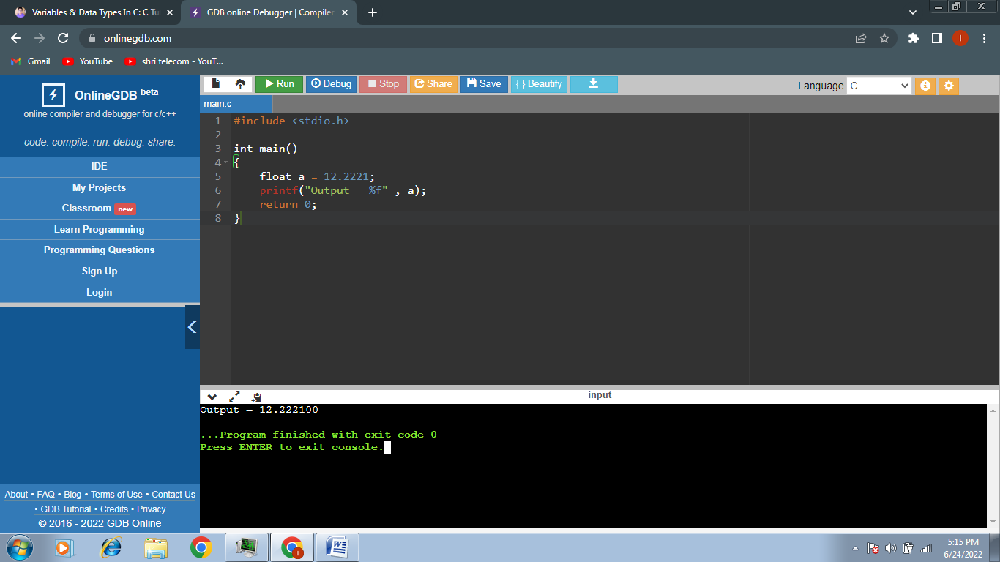 Variables & Data Types In C: C Tu
GDB online Debugger | Compiler
onlinegdb.com
I
Gmail
YouTube
shri telecom - YouT...
OnlineGDB beta
online compiler and debugger for c/c++
code. compile. run. debug. share.
IDE
My Projects
Classroom new
Learn Programming
Programming Questions
Sign Up
Login
About • FAQ • Blog • Terms of Use • Contact Us
• GDB Tutorial • Credits • Privacy
© 2016 - 2022 GDB Online
Run
Debug
Stop
Share
Save
{ } Beautify
Language C
main.c
1 #include <stdio.h>
2
3 int main()
4 {
5     float a = 12.2221;
6     printf("Output = %f" , a);
7     return 0;
8 }
input
Output = 12.222100
...Program finished with exit code 0
Press ENTER to exit console.
5:15 PM
6/24/2022